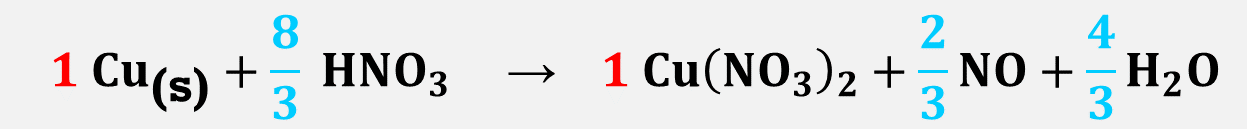 1 Cu(s) + 8/3 HNO₃ → 1 Cu(NO₃)₂ + 2/3 NO + 4/3 H₂O